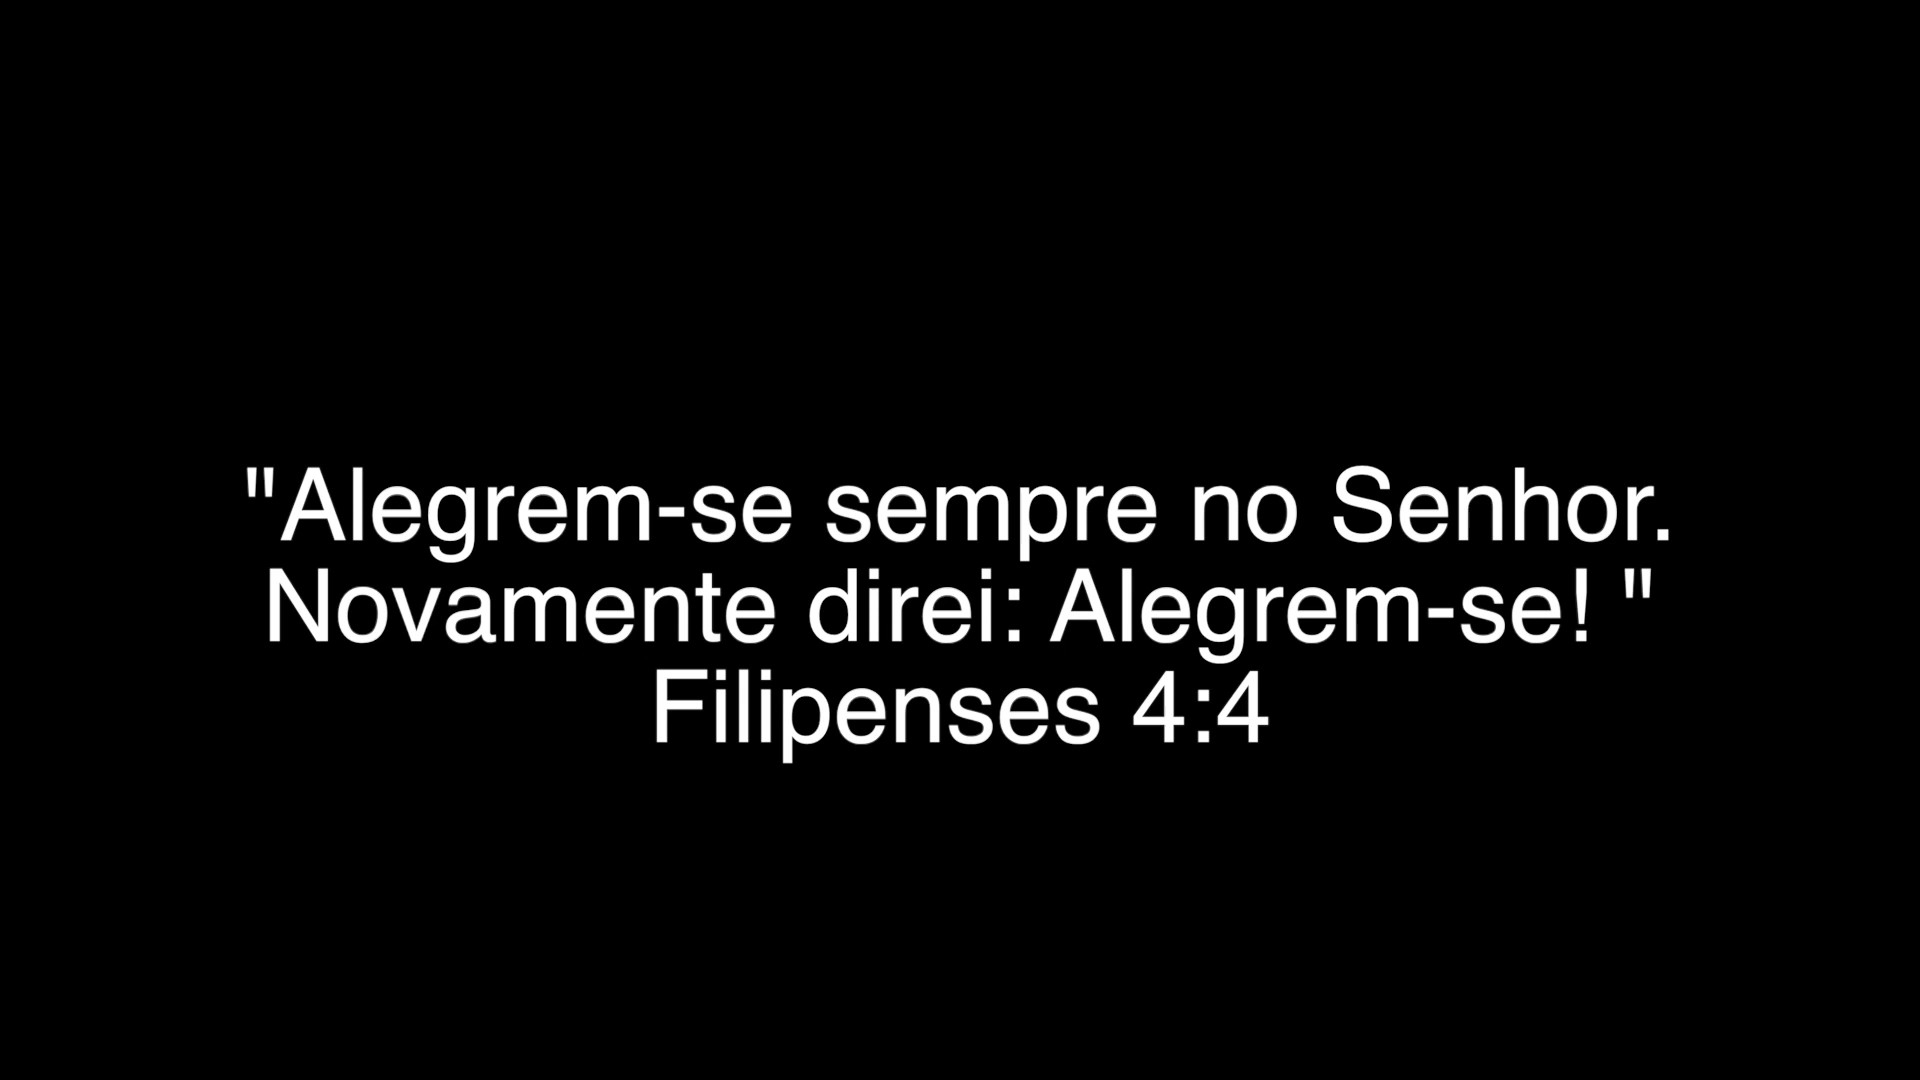 "Alegrem-se sempre no Senhor.
Novamente direi: Alegrem-se! "
Filipenses 4:4